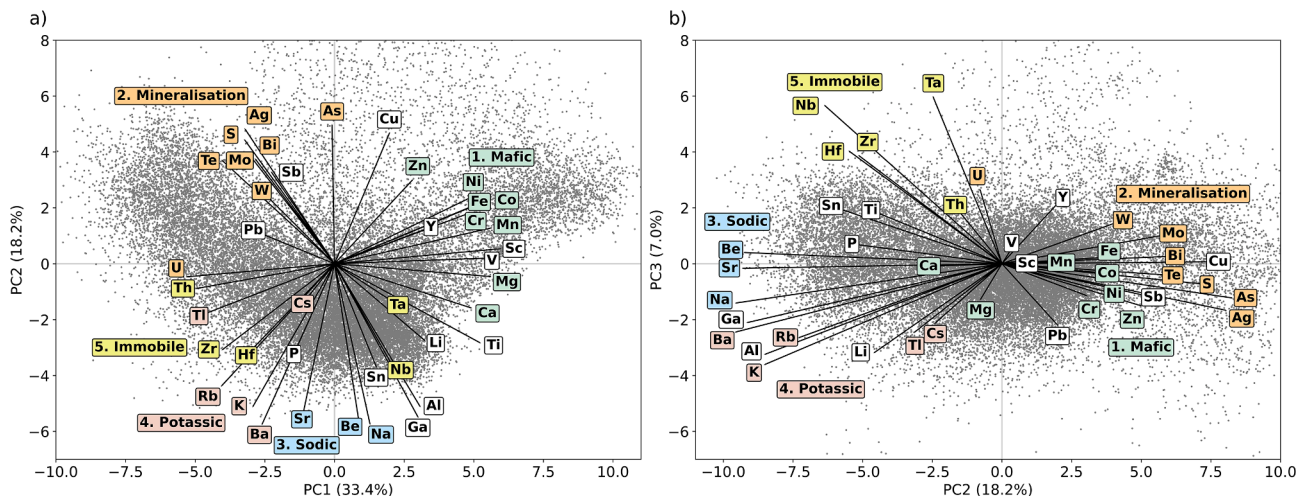 a)
8
6
4
2
0
−2
−4
−6
PC2 (18.2%)
2. Mineralisation
Ag
As
S
Cu
Bi
Te
Mo
Sb
Zn
1. Mafic
W
Ni
Fe
Co
Cr
Mn
Y
Pb
Sc
V
U
Th
Mg
Cs
Ta
Tl
Ca
5. Immobile
Zr
Hf
P
Li
Ti
Nb
Sn
Rb
K
Al
4. Potassic
Sr
Be
Ga
Ba
Na
3. Sodic
−10.0 −7.5 −5.0 −2.5 0.0 2.5 5.0 7.5 10.0
PC1 (33.4%)
b)
8
6
4
2
0
−2
−4
−6
PC3 (7.0%)
5. Immobile
Ta
Nb
Zr
Hf
U
Y
2. Mineralisation
Th
Sn
Ti
W
3. Sodic
Mo
P
V
Be
Fe
Bi
Sr
Ca
Sc
Mn
Cu
Co
Te
S
Na
Ni
Sb
As
Mg
Cr
Ga
Zn
Ag
Ba
Rb
Cs
Pb
Al
Li
Tl
1. Mafic
K
4. Potassic
−10.0 −7.5 −5.0 −2.5 0.0 2.5 5.0 7.5 10.0
PC2 (18.2%)